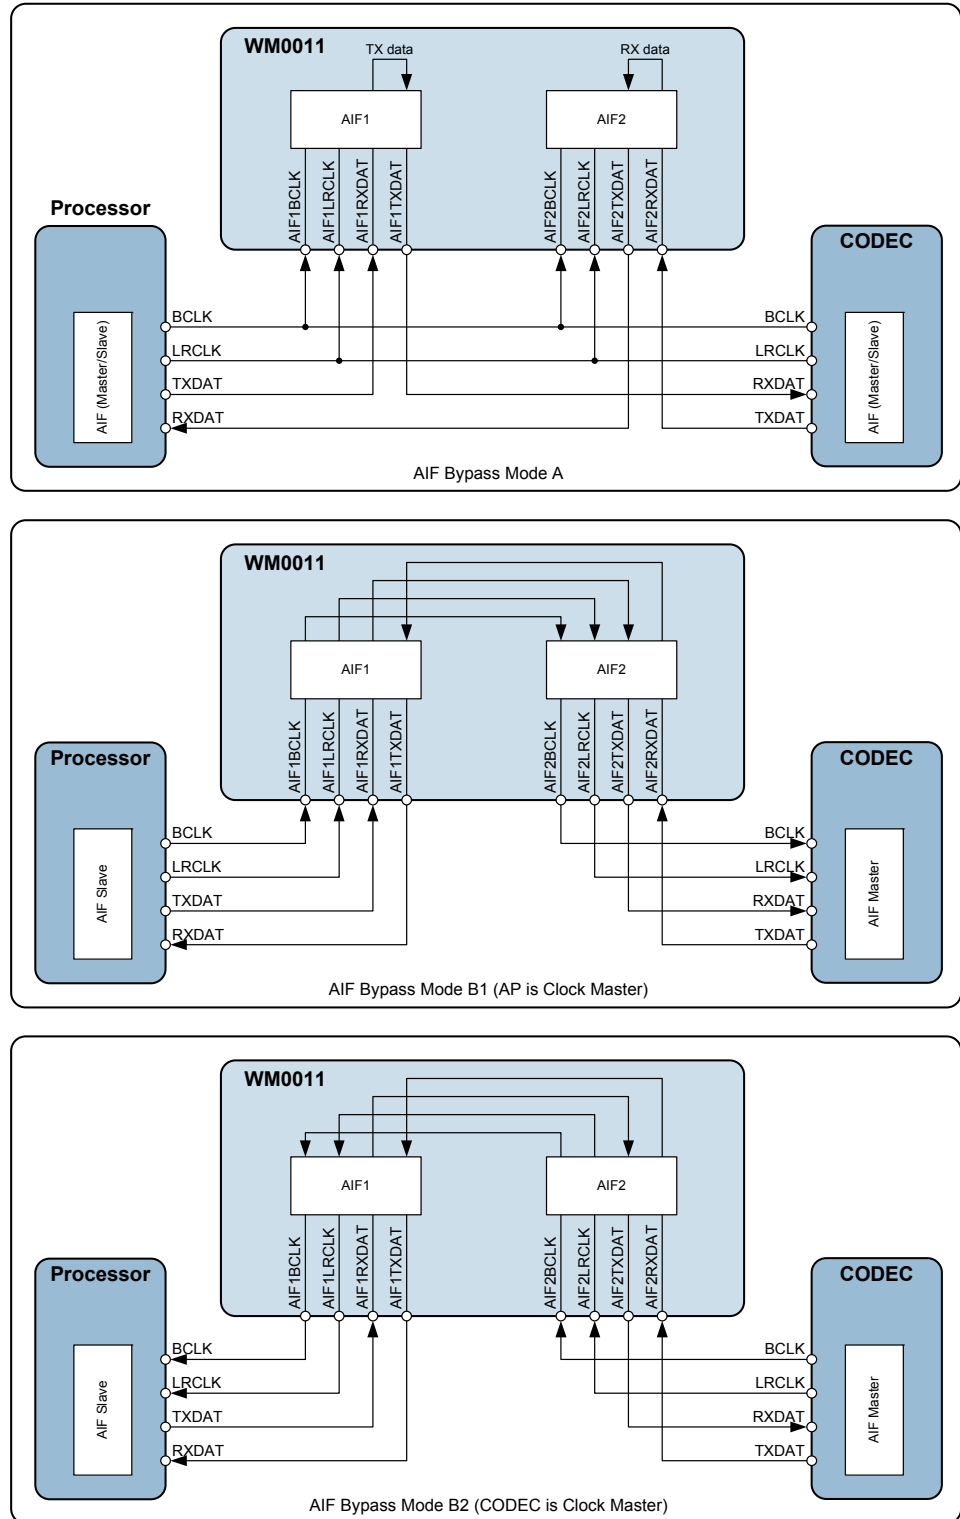 WM0011
TX data
RX data
AIF1
AIF2
AIF1BCLK
AIF1LRCLK
AIF1RXDAT
AIF1TXDAT
AIF2BCLK
AIF2LRCLK
AIF2TXDAT
AIF2RXDAT
Processor
CODEC
AIF (Master/Slave)
BCLK
LRCLK
TXDAT
RXDAT
BCLK
LRCLK
RXDAT
TXDAT
AIF (Master/Slave)
AIF Bypass Mode A
WM0011
AIF1
AIF2
AIF1BCLK
AIF1LRCLK
AIF1RXDAT
AIF1TXDAT
AIF2BCLK
AIF2LRCLK
AIF2TXDAT
AIF2RXDAT
Processor
CODEC
AIF Slave
BCLK
LRCLK
TXDAT
RXDAT
BCLK
LRCLK
RXDAT
TXDAT
AIF Master
AIF Bypass Mode B1 (AP is Clock Master)
WM0011
AIF1
AIF2
AIF1BCLK
AIF1LRCLK
AIF1RXDAT
AIF1TXDAT
AIF2BCLK
AIF2LRCLK
AIF2TXDAT
AIF2RXDAT
Processor
CODEC
AIF Slave
BCLK
LRCLK
TXDAT
RXDAT
BCLK
LRCLK
RXDAT
TXDAT
AIF Master
AIF Bypass Mode B2 (CODEC is Clock Master)